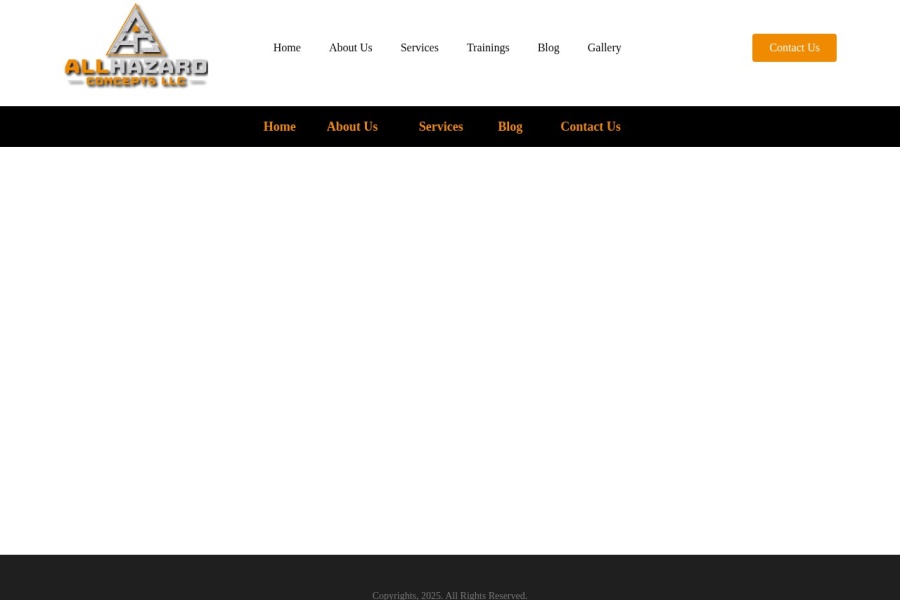 ALLHAZARD
CONCEPTS LLC
Home About Us Services Trainings Blog Gallery Contact Us
Home About Us Services Blog Contact Us
Copyrights, 2025. All Rights Reserved.